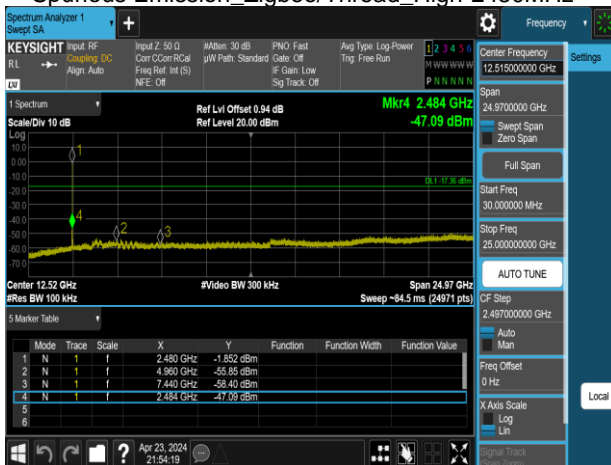 Spurious Emission_Zigbee/Thread_High 2480MHz
Spectrum Analyzer 1
Swept SA
+
Frequency
KEYSIGHT
RL
LXI
Input: RF
Coupling: DC
Align: Auto
Input Z: 50 Ω
Corr CCorr RCal
Freq Ref: Int (S)
NFE: Off
#Atten: 30 dB
µW Path: Standard
PNO: Fast
Gate: Off
IF Gain: Low
Sig Track: Off
Avg Type: Log-Power
Trig: Free Run
1 2 3 4 5 6
M W W W W W
P N N N N N
1 Spectrum
Scale/Div 10 dB
Ref Lvl Offset 0.94 dB
Ref Level 20.00 dBm
Mkr4 2.484 GHz
-47.09 dBm
Log
10.0
0.00
-10.0
-20.0
-30.0
-40.0
-50.0
-60.0
-70.0
1
4
2
3
DL1 -17.36 dBm
Center 12.52 GHz
#Res BW 100 kHz
#Video BW 300 kHz
Span 24.97 GHz
Sweep ~84.5 ms (24971 pts)
5 Marker Table
Mode Trace Scale X Y Function Function Width Function Value
1 N 1 f 2.480 GHz -1.852 dBm
2 N 1 f 4.960 GHz -55.85 dBm
3 N 1 f 7.440 GHz -58.40 dBm
4 N 1 f 2.484 GHz -47.09 dBm
5
6
Apr 23, 2024
21:54:19
Center Frequency
12.515000000 GHz
Settings
Span
24.9700000 GHz
Swept Span
Zero Span
Full Span
Start Freq
30.000000 MHz
Stop Freq
25.000000000 GHz
AUTO TUNE
CF Step
2.497000000 GHz
Auto
Man
Freq Offset
0 Hz
X Axis Scale
Log
Lin
Local
Signal Track
(Span Zoom)